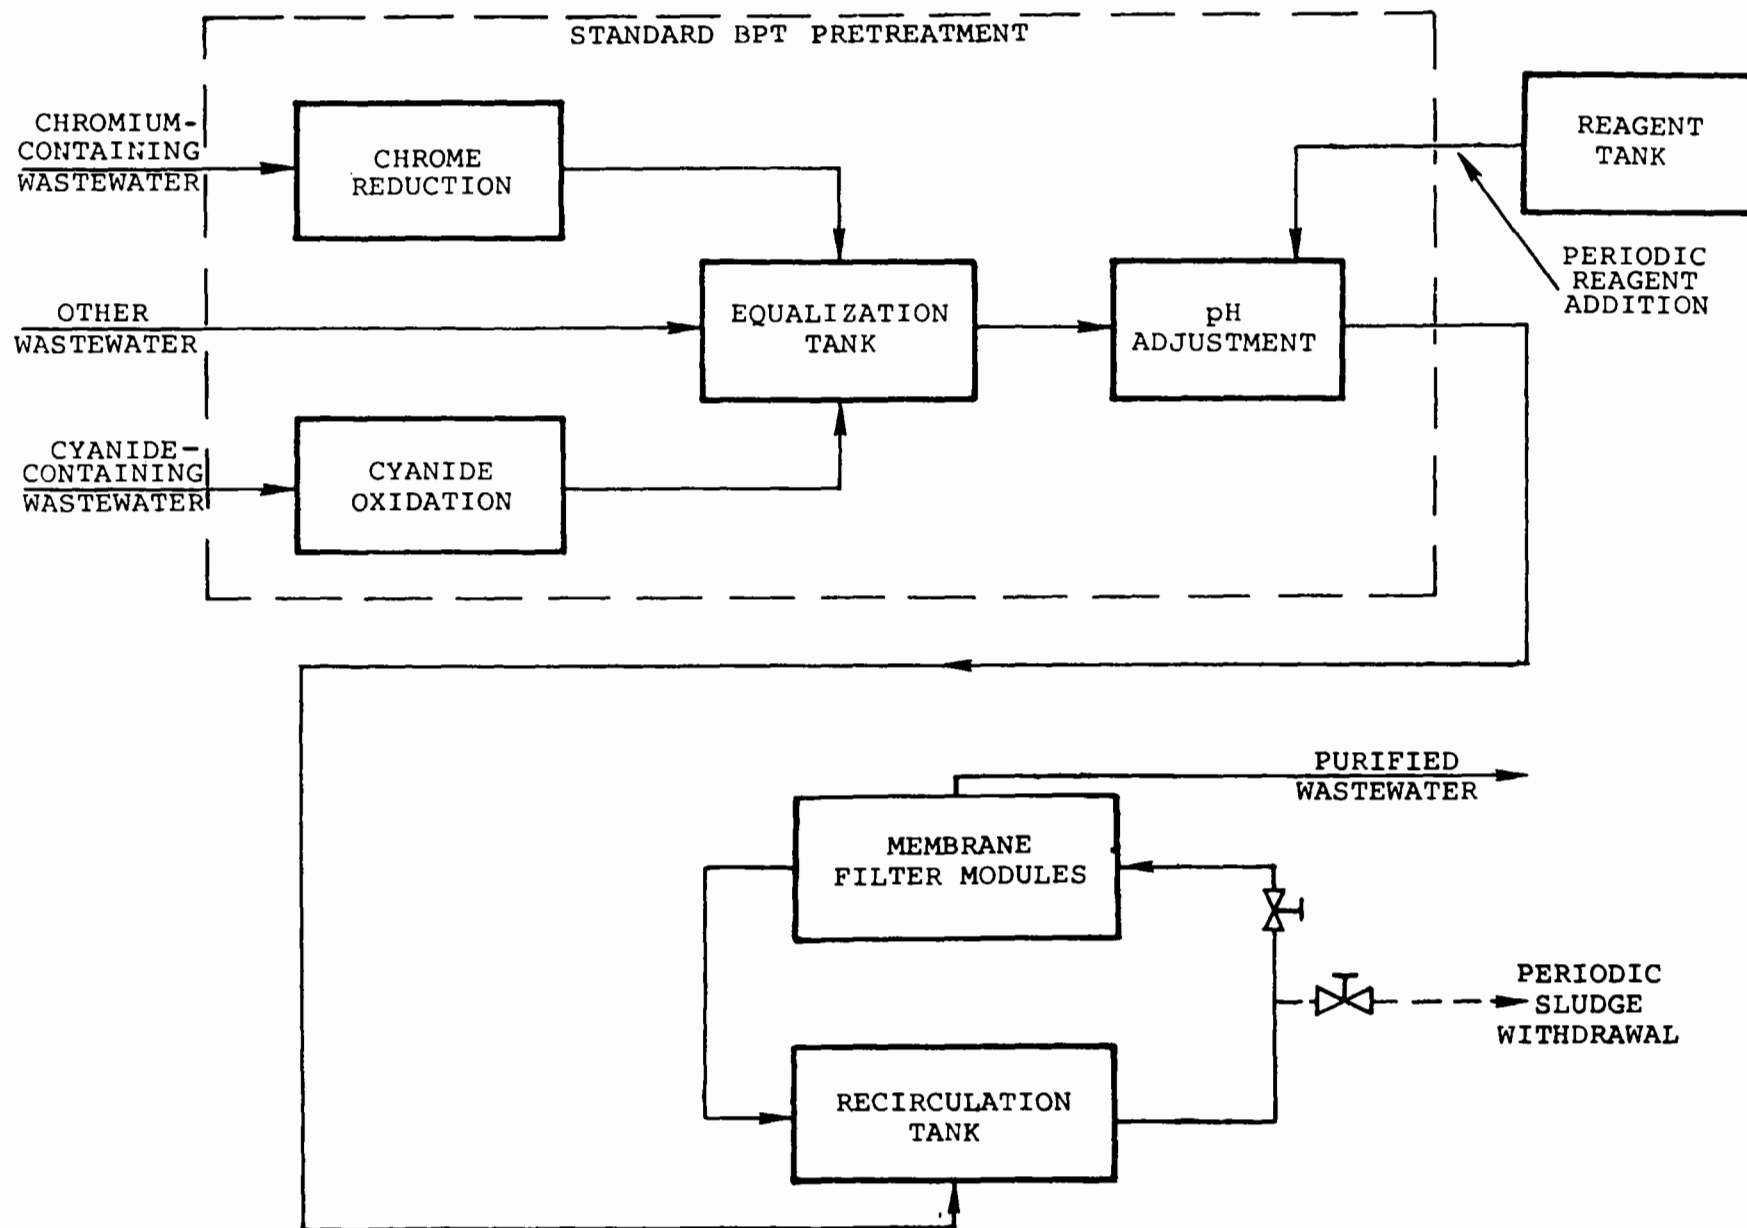 STANDARD BPT PRETREATMENT
CHROMIUM-
CONTAINING
WASTEWATER
CHROME
REDUCTION
REAGENT
TANK
PERIODIC
REAGENT
ADDITION
OTHER
WASTEWATER
EQUALIZATION
TANK
pH
ADJUSTMENT
CYANIDE-
CONTAINING
WASTEWATER
CYANIDE
OXIDATION
PURIFIED
WASTEWATER
MEMBRANE
FILTER MODULES
PERIODIC
SLUDGE
WITHDRAWAL
RECIRCULATION
TANK